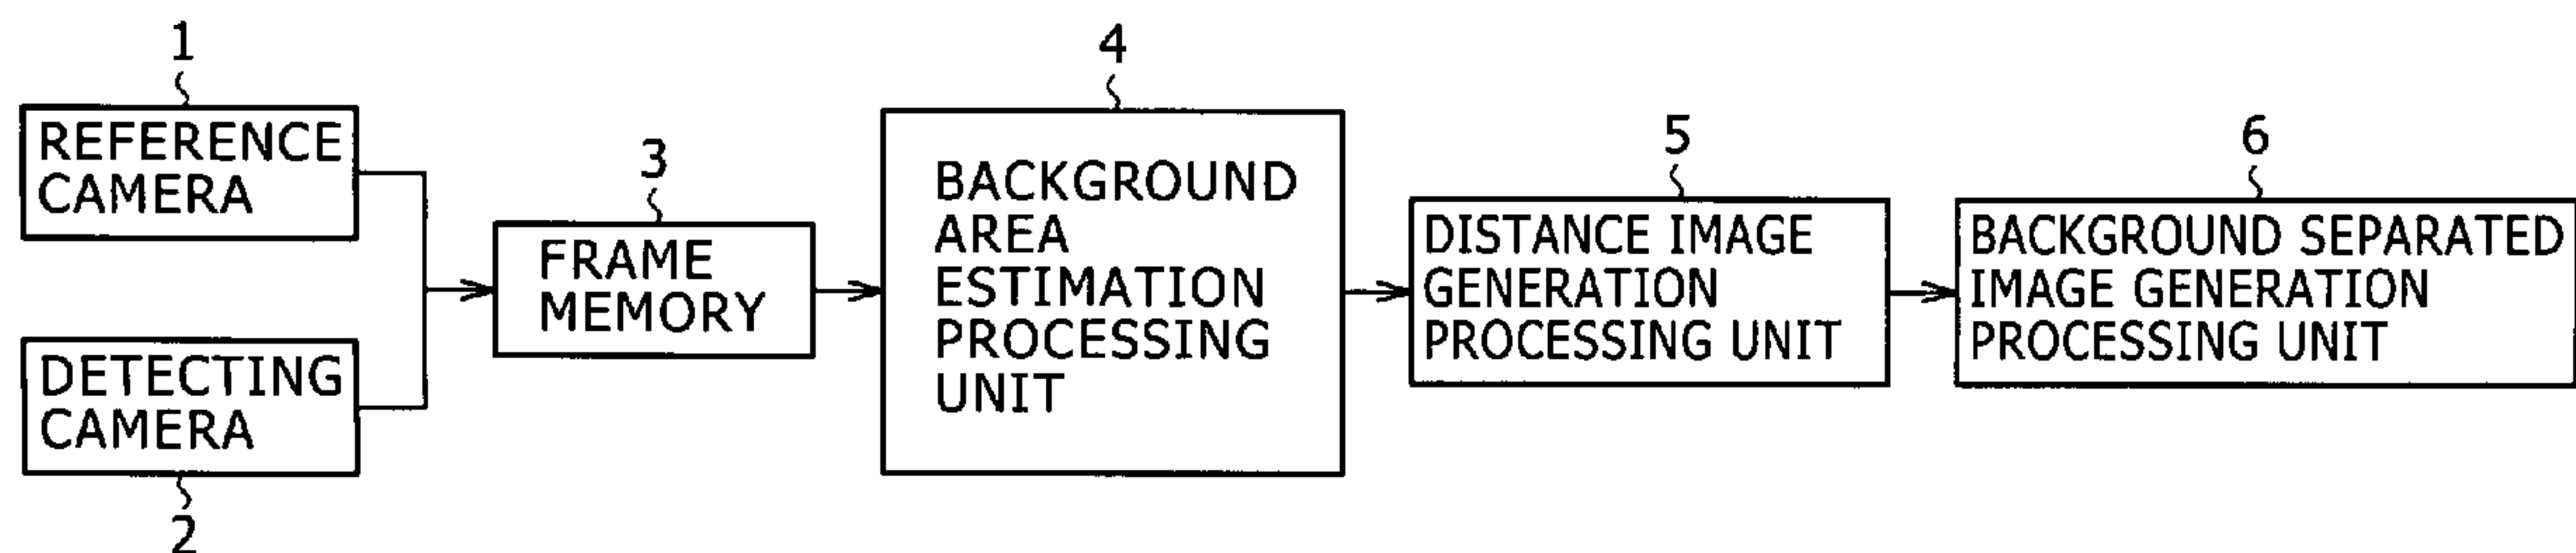 1
REFERENCE
CAMERA
DETECTING
CAMERA
2
3
FRAME
MEMORY
4
BACKGROUND
AREA
ESTIMATION
PROCESSING
UNIT
5
DISTANCE IMAGE
GENERATION
PROCESSING UNIT
6
BACKGROUND SEPARATED
IMAGE GENERATION
PROCESSING UNIT